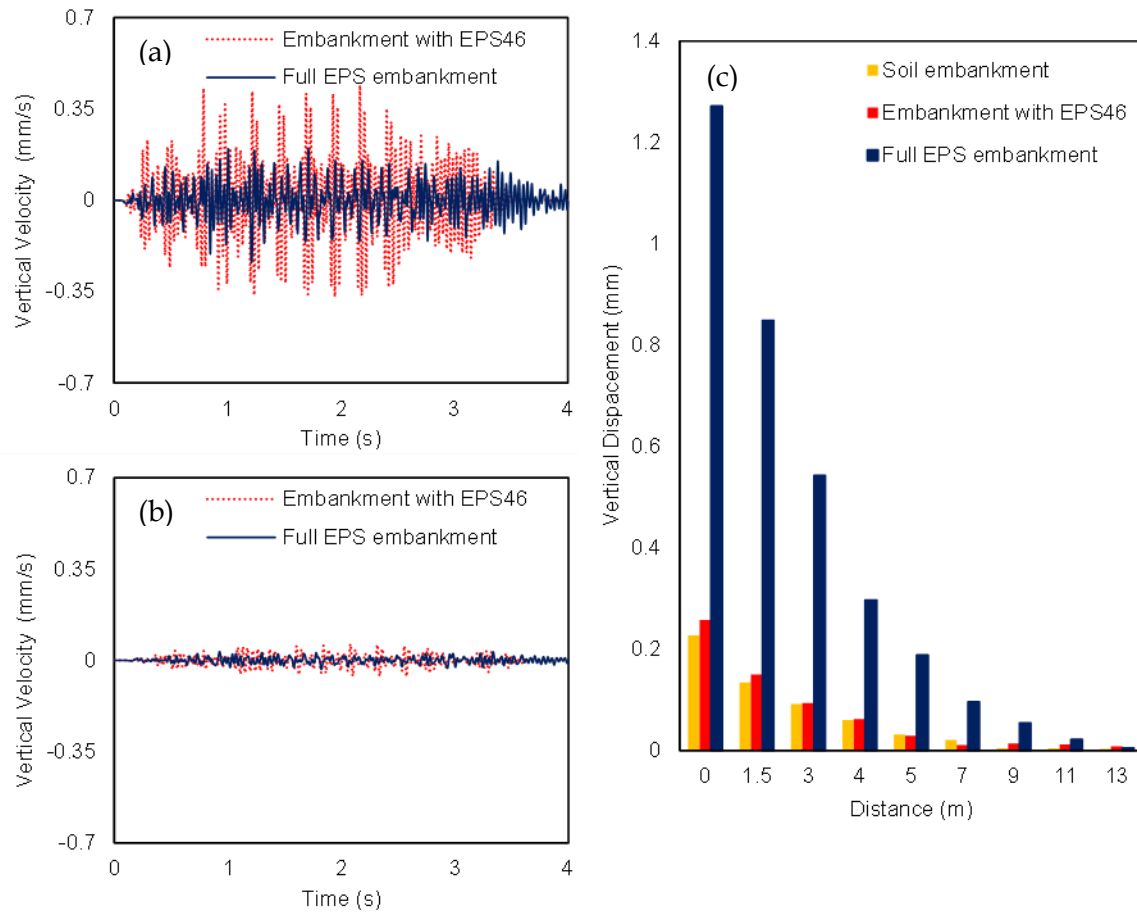 (a)
Embankment with EPS46
Full EPS embankment
0.7
0.35
0
-0.35
-0.7
Vertical Velocity (mm/s)
0 1 2 3 4
Time (s)
(b)
Embankment with EPS46
Full EPS embankment
0.7
0.35
0
-0.35
-0.7
Vertical Velocity (mm/s)
0 1 2 3 4
Time (s)
(c)
Soil embankment
Embankment with EPS46
Full EPS embankment
1.4
1.2
1
0.8
0.6
0.4
0.2
0
Vertical Dispacement (mm)
0 1.5 3 4 5 7 9 11 13
Distance (m)